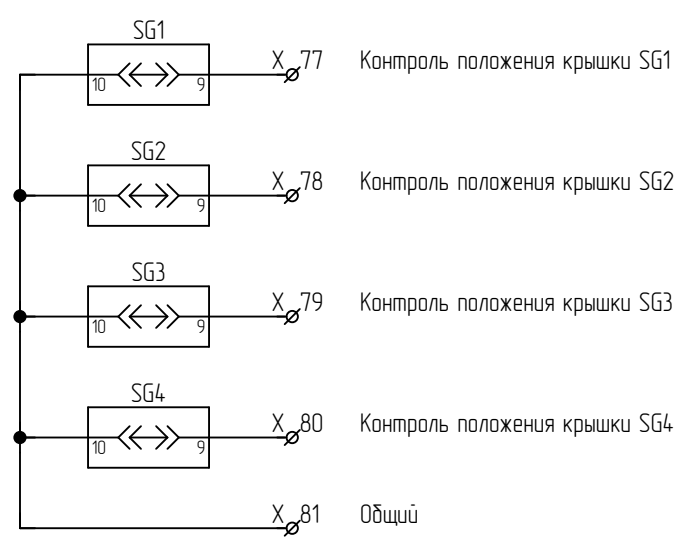 SG1
10 9 X 77 Контроль положения крышки SG1
SG2
10 9 X 78 Контроль положения крышки SG2
SG3
10 9 X 79 Контроль положения крышки SG3
SG4
10 9 X 80 Контроль положения крышки SG4
X 81 Общий